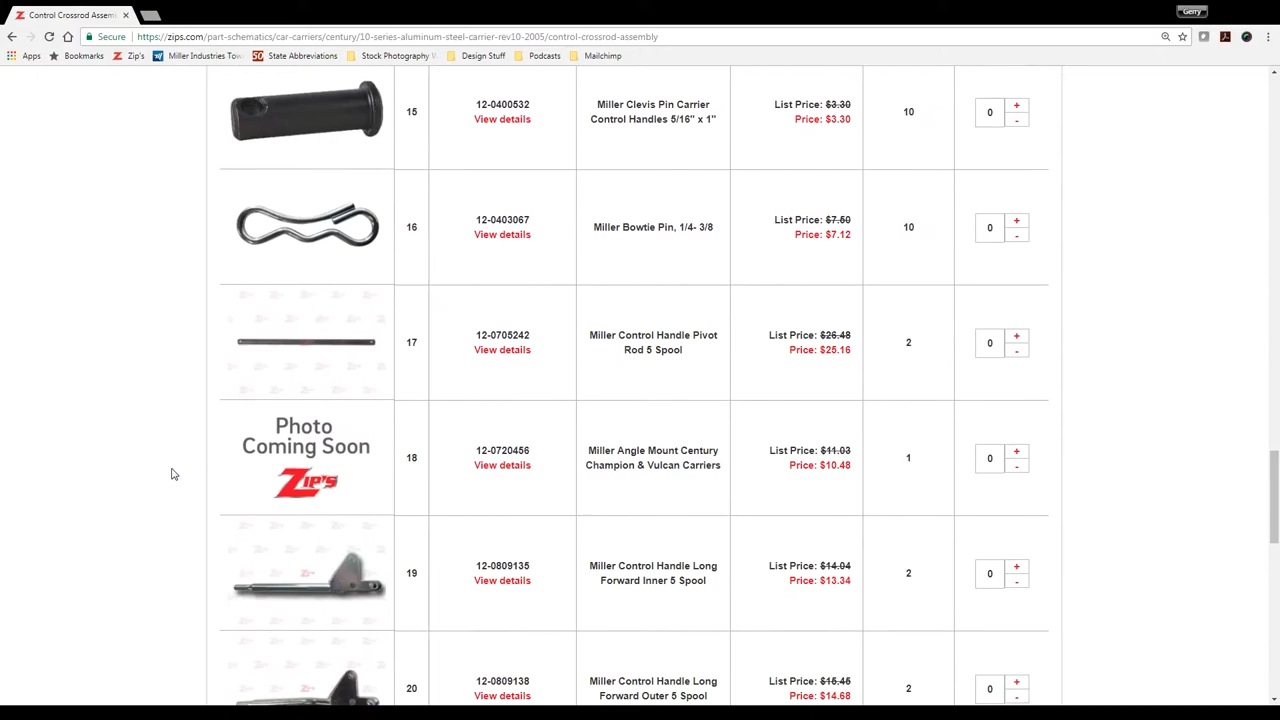 Control Crossrod Assem
Gerry
Secure
https://zips.com/part-schematics/car-carriers/century/10-series-aluminum-steel-carrier-rev10-2005/control-crossrod-assembly
Apps Bookmarks Zip's Miller Industries Tow State Abbreviations Stock Photography Design Stuff Podcasts Mailchimp
15
12-0400532
View details
Miller Clevis Pin Carrier
Control Handles 5/16" x 1"
List Price: $3.30
Price: $3.30
10
0
+
-
16
12-0403067
View details
Miller Bowtie Pin, 1/4- 3/8
List Price: $7.50
Price: $7.12
10
0
+
-
17
12-0705242
View details
Miller Control Handle Pivot
Rod 5 Spool
List Price: $26.48
Price: $25.16
2
0
+
-
Photo
Coming Soon
Zip's
18
12-0720456
View details
Miller Angle Mount Century
Champion & Vulcan Carriers
List Price: $11.03
Price: $10.48
1
0
+
-
19
12-0809135
View details
Miller Control Handle Long
Forward Inner 5 Spool
List Price: $14.04
Price: $13.34
2
0
+
-
20
12-0809138
View details
Miller Control Handle Long
Forward Outer 5 Spool
List Price: $15.45
Price: $14.68
2
0
+
-